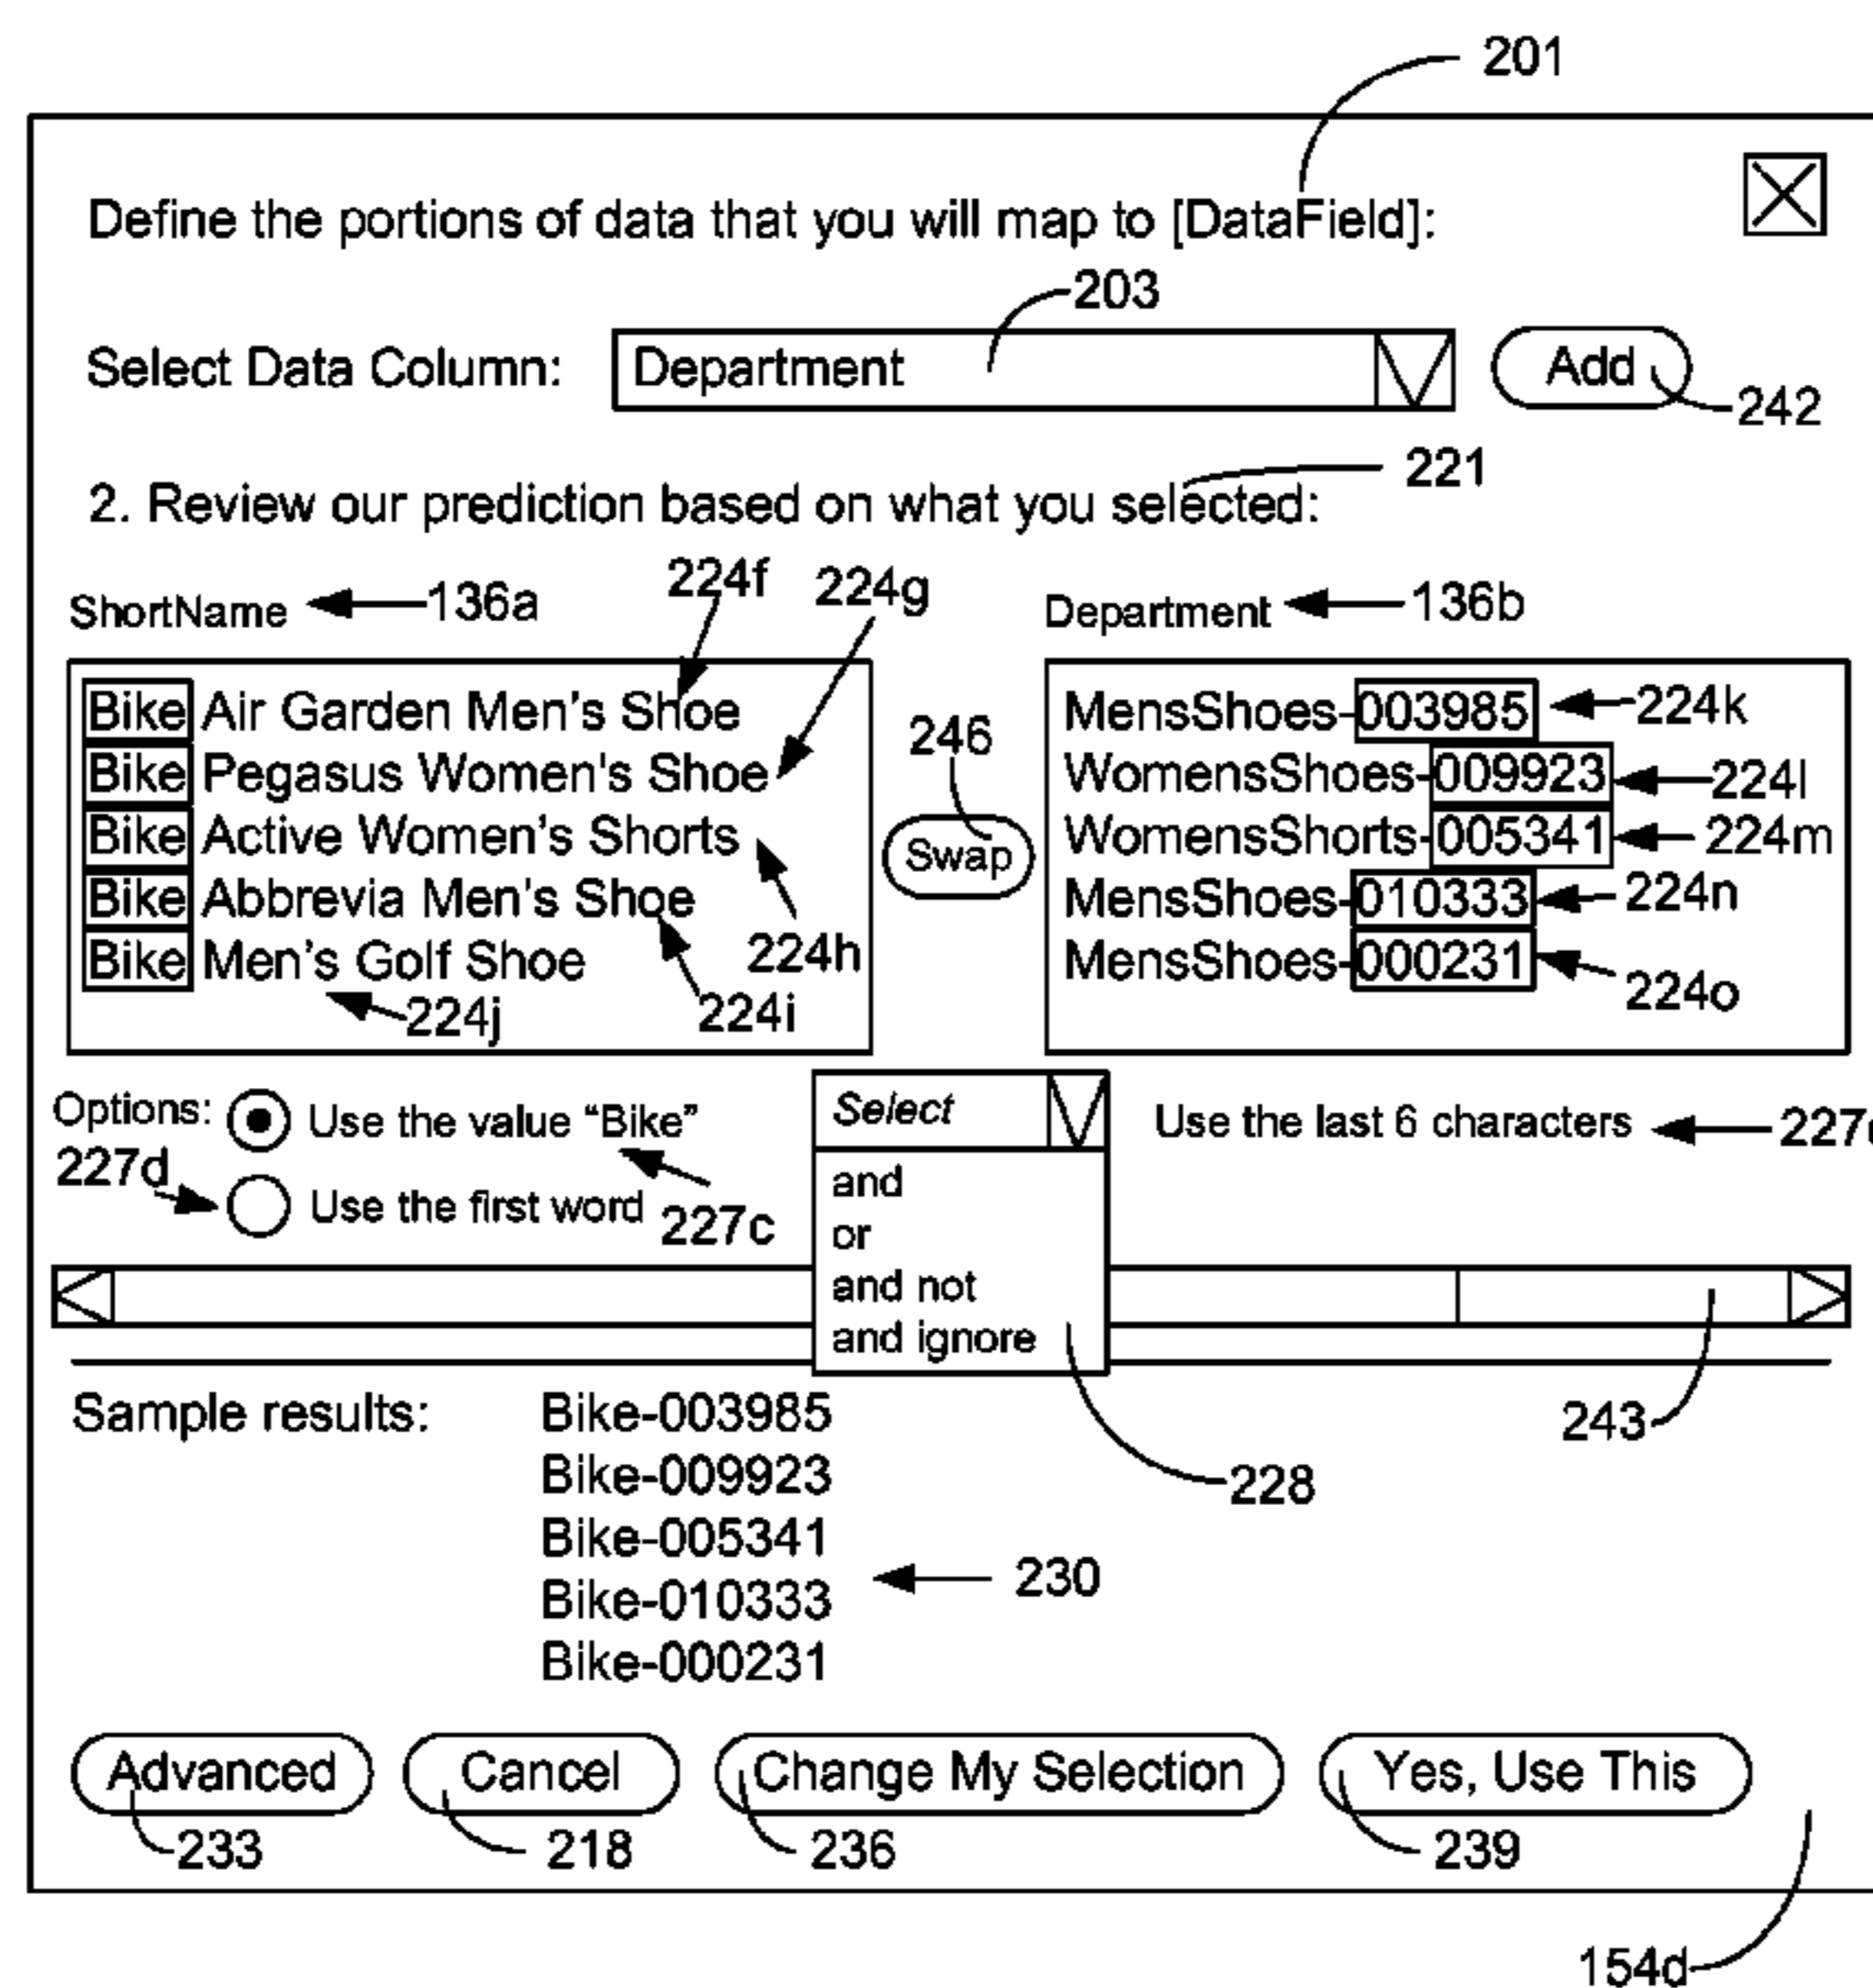 201
Define the portions of data that you will map to [DataField]:
203
Select Data Column: Department Add
242
221
2. Review our prediction based on what you selected:
ShortName 136a 224f 224g Department 136b
Bike Air Garden Men's Shoe MensShoes-003985 224k
Bike Pegasus Women's Shoe 246 WomensShoes-009923 224l
Bike Active Women's Shorts Swap WomensShorts-005341 224m
Bike Abbrevia Men's Shoe MensShoes-010333 224n
Bike Men's Golf Shoe 224h MensShoes-000231 224o
224j 224i
Options: Use the value “Bike” Select Use the last 6 characters
227d Use the first word 227c
and
or
and not
and ignore
243
228
Sample results: Bike-003985
Bike-009923
Bike-005341
Bike-010333
Bike-000231
230
Advanced Cancel Change My Selection Yes, Use This
233 218 236 239
154d